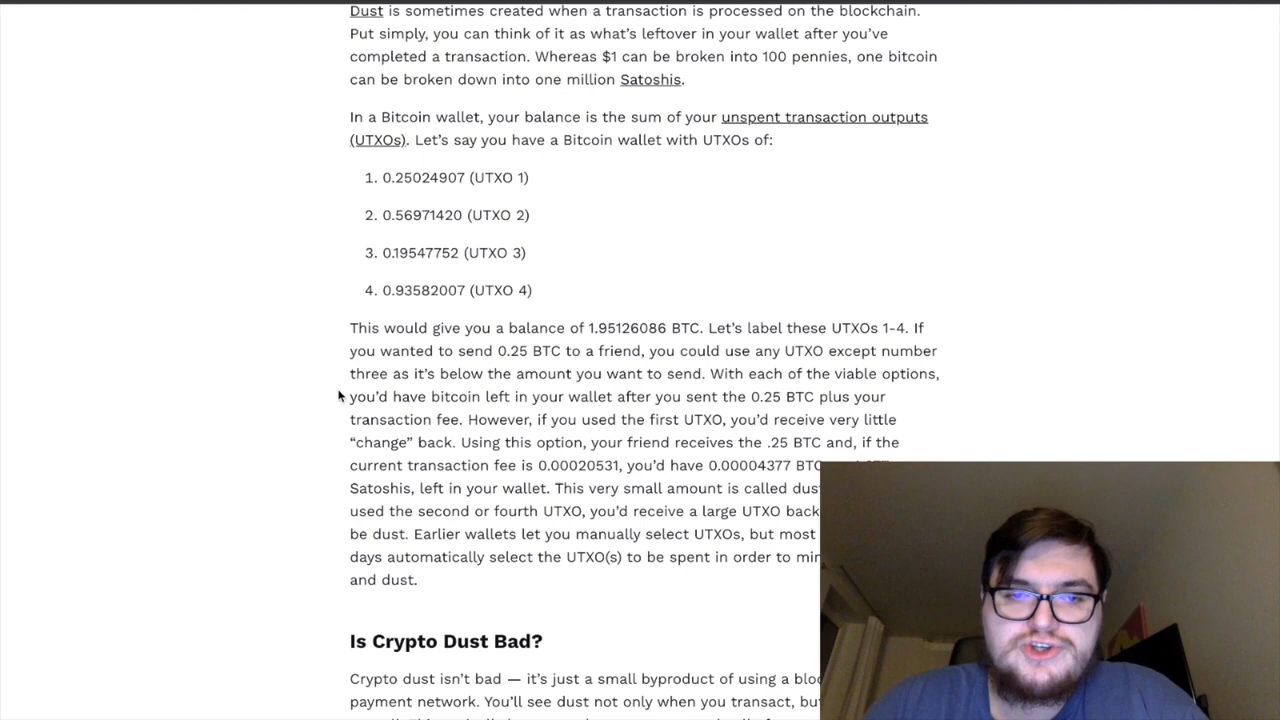 Dust is sometimes created when a transaction is processed on the blockchain.
Put simply, you can think of it as what’s leftover in your wallet after you’ve
completed a transaction. Whereas $1 can be broken into 100 pennies, one bitcoin
can be broken down into one million Satoshis.
In a Bitcoin wallet, your balance is the sum of your unspent transaction outputs
(UTXOs). Let’s say you have a Bitcoin wallet with UTXOs of:
1. 0.25024907 (UTXO 1)
2. 0.56971420 (UTXO 2)
3. 0.19547752 (UTXO 3)
4. 0.93582007 (UTXO 4)
This would give you a balance of 1.95126086 BTC. Let’s label these UTXOs 1-4. If
you wanted to send 0.25 BTC to a friend, you could use any UTXO except number
three as it’s below the amount you want to send. With each of the viable options,
you’d have bitcoin left in your wallet after you sent the 0.25 BTC plus your
transaction fee. However, if you used the first UTXO, you’d receive very little
“change” back. Using this option, your friend receives the .25 BTC and, if the
current transaction fee is 0.00020531, you’d have 0.00004377 BTC
Satoshis, left in your wallet. This very small amount is called dus
used the second or fourth UTXO, you’d receive a large UTXO back
be dust. Earlier wallets let you manually select UTXOs, but most
days automatically select the UTXO(s) to be spent in order to mi
and dust.
Is Crypto Dust Bad?
Crypto dust isn’t bad — it’s just a small byproduct of using a blo
payment network. You’ll see dust not only when you transact, bu